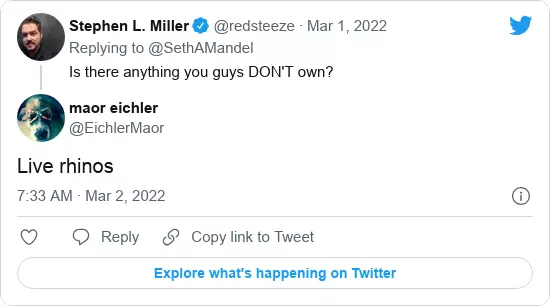 Stephen L. Miller @redsteeze · Mar 1, 2022
Replying to @SethAMandel
Is there anything you guys DON'T own?
maor eichler
@EichlerMaor
Live rhinos
7:33 AM · Mar 2, 2022
Reply Copy link to Tweet
Explore what's happening on Twitter